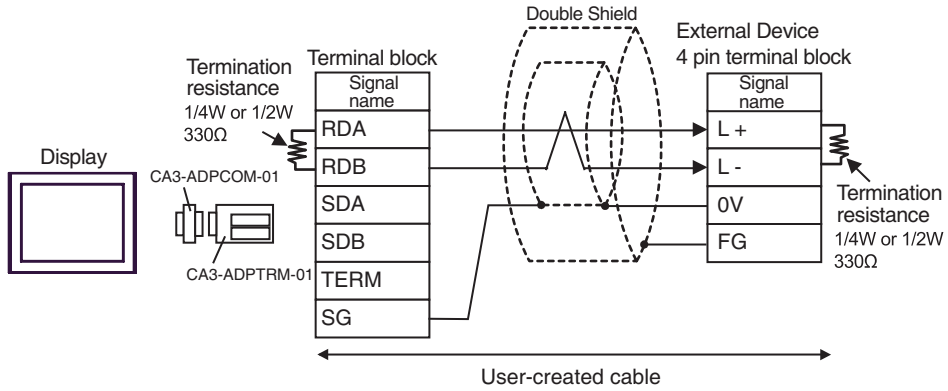 Double Shield
External Device
4 pin terminal block
Terminal block
Termination
resistance
1/4W or 1/2W
330Ω
Signal
name
RDA
RDB
SDA
SDB
TERM
SG
Signal
name
L +
L -
0V
FG
Display
CA3-ADPCOM-01
CA3-ADPTRM-01
Termination
resistance
1/4W or 1/2W
330Ω
User-created cable